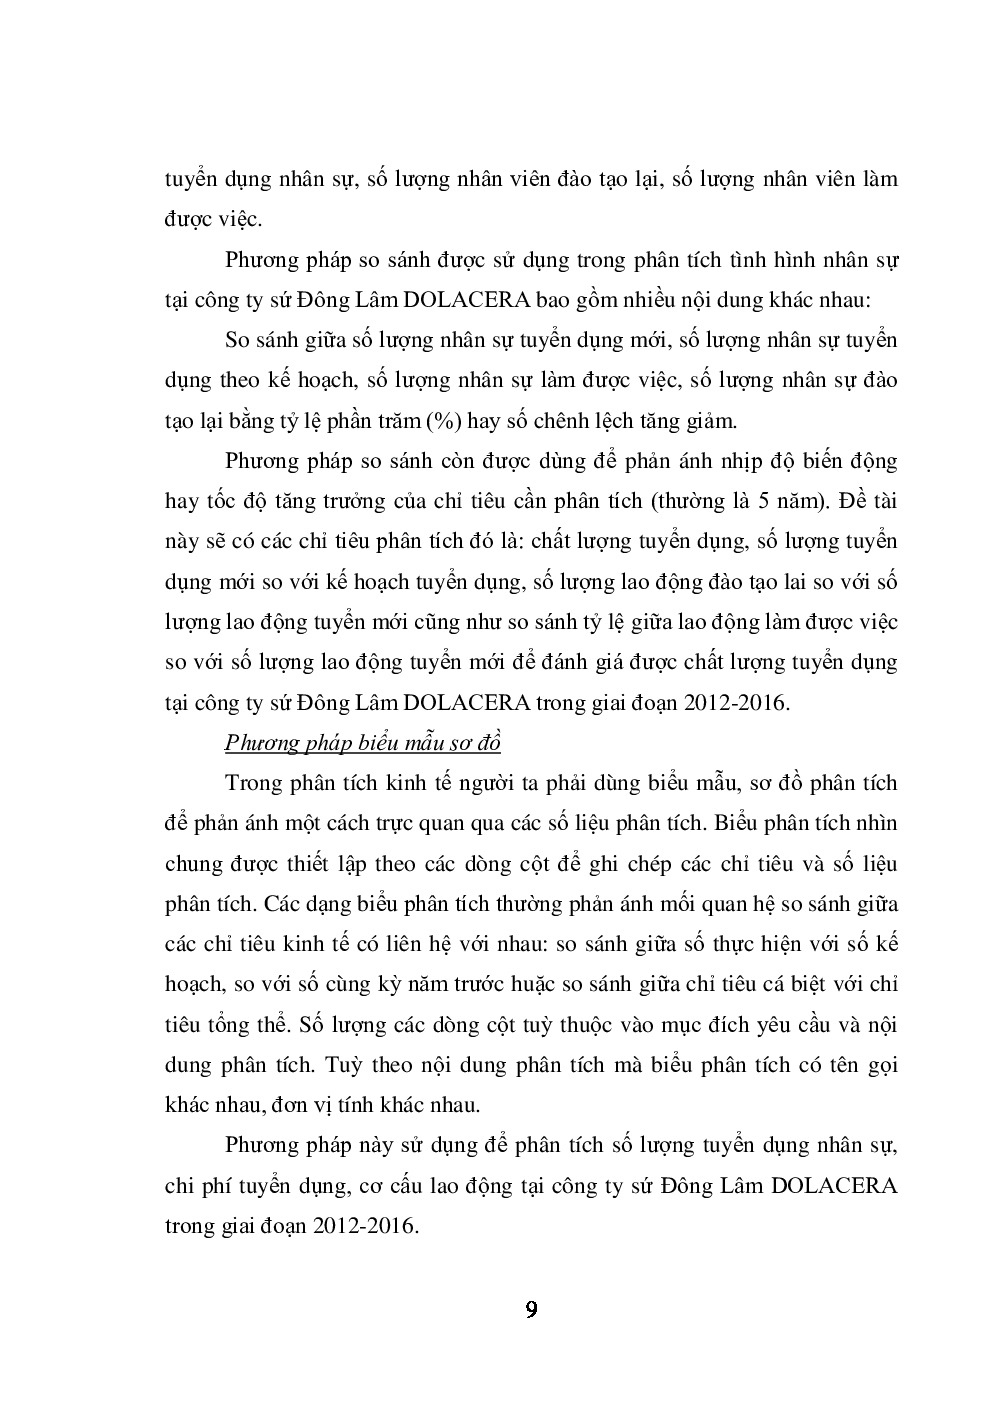 tuyển dụng nhân sự, số lượng nhân viên đào tạo lại, số lượng nhân viên làm
được việc.
Phương pháp so sánh được sử dụng trong phân tích tình hình nhân sự
tại công ty sứ Đông Lâm DOLACERA bao gồm nhiều nội dung khác nhau:
So sánh giữa số lượng nhân sự tuyển dụng mới, số lượng nhân sự tuyển
dụng theo kế hoạch, số lượng nhân sự làm được việc, số lượng nhân sự đào
tạo lại bằng tỷ lệ phần trăm (%) hay số chênh lệch tăng giảm.
Phương pháp so sánh còn được dùng để phản ánh nhịp độ biến động
hay tốc độ tăng trưởng của chỉ tiêu cần phân tích (thường là 5 năm). Đề tài
này sẽ có các chỉ tiêu phân tích đó là: chất lượng tuyển dụng, số lượng tuyển
dụng mới so với kế hoạch tuyển dụng, số lượng lao động đào tạo lai so với số
lượng lao động tuyển mới cũng như so sánh tỷ lệ giữa lao động làm được việc
so với số lượng lao động tuyển mới để đánh giá được chất lượng tuyển dụng
tại công ty sứ Đông Lâm DOLACERA trong giai đoạn 2012-2016.
Phương pháp biểu mẫu sơ đồ
Trong phân tích kinh tế người ta phải dùng biểu mẫu, sơ đồ phân tích
để phản ánh một cách trực quan qua các số liệu phân tích. Biểu phân tích nhìn
chung được thiết lập theo các dòng cột để ghi chép các chỉ tiêu và số liệu
phân tích. Các dạng biểu phân tích thường phản ánh mối quan hệ so sánh giữa
các chỉ tiêu kinh tế có liên hệ với nhau: so sánh giữa số thực hiện với số kế
hoạch, so với số cùng kỳ năm trước huặc so sánh giữa chỉ tiêu cá biệt với chỉ
tiêu tổng thể. Số lượng các dòng cột tuỳ thuộc vào mục đích yêu cầu và nội
dung phân tích. Tuỳ theo nội dung phân tích mà biểu phân tích có tên gọi
khác nhau, đơn vị tính khác nhau.
Phương pháp này sử dụng để phân tích số lượng tuyển dụng nhân sự,
chi phí tuyển dụng, cơ cấu lao động tại công ty sứ Đông Lâm DOLACERA
trong giai đoạn 2012-2016.
9